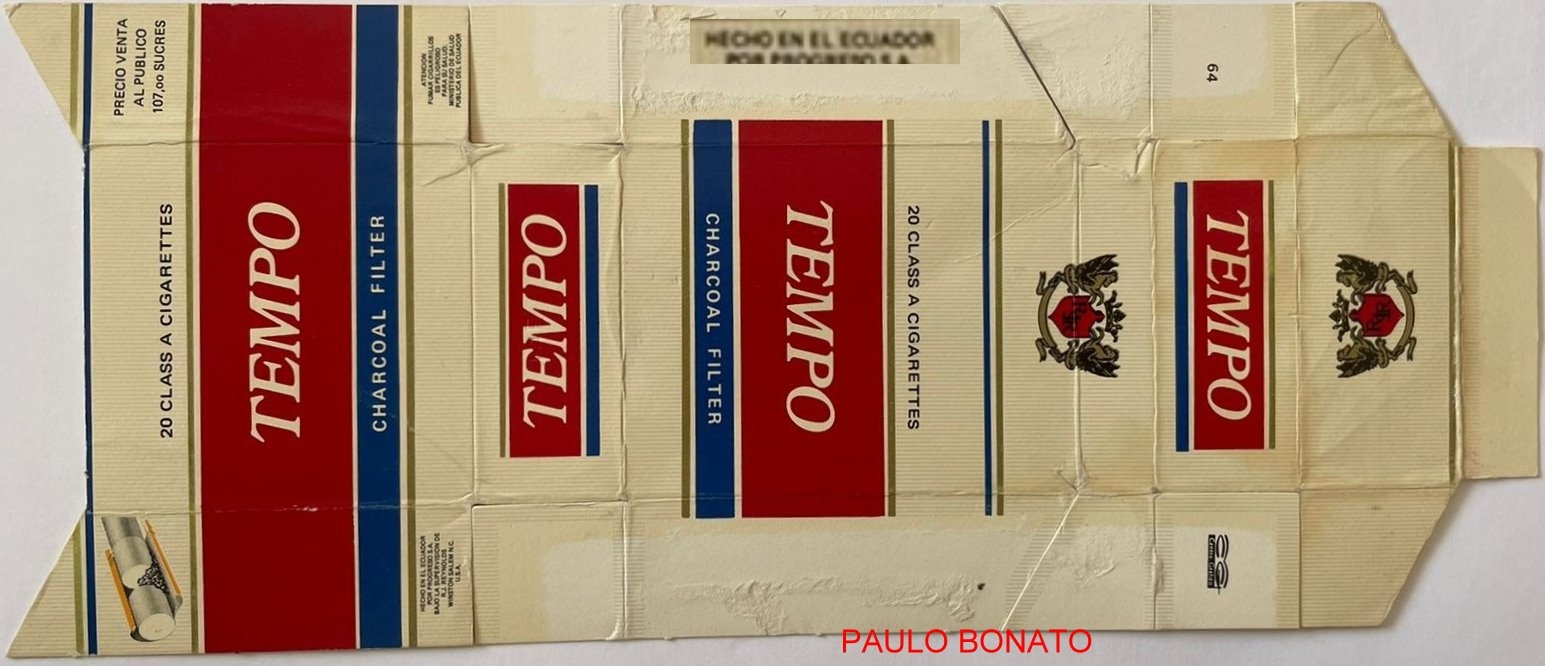 PRECIO VENTA
AL PUBLICO
107,oo SUCRES
20 CLASS A CIGARETTES
TEMPO
CHARCOAL FILTER
ATENCION
FUMAR CIGARRILLOS
ES PELIGROSO
PARA SU SALUD.
MINISTERIO DE SALUD
PUBLICA DEL ECUADOR
HECHO EN EL ECUADOR
POR PROGRESO S.A.
BAJO LA SUPERVISION DE
R.J. REYNOLDS
WINSTON SALEM N.C.
U.S.A.
TEMPO
HECHO EN EL ECUADOR
POR PROGRESO S.A.
CHARCOAL FILTER
TEMPO
20 CLASS A CIGARETTES
RJR
64
TEMPO
RJR
PAULO BONATO